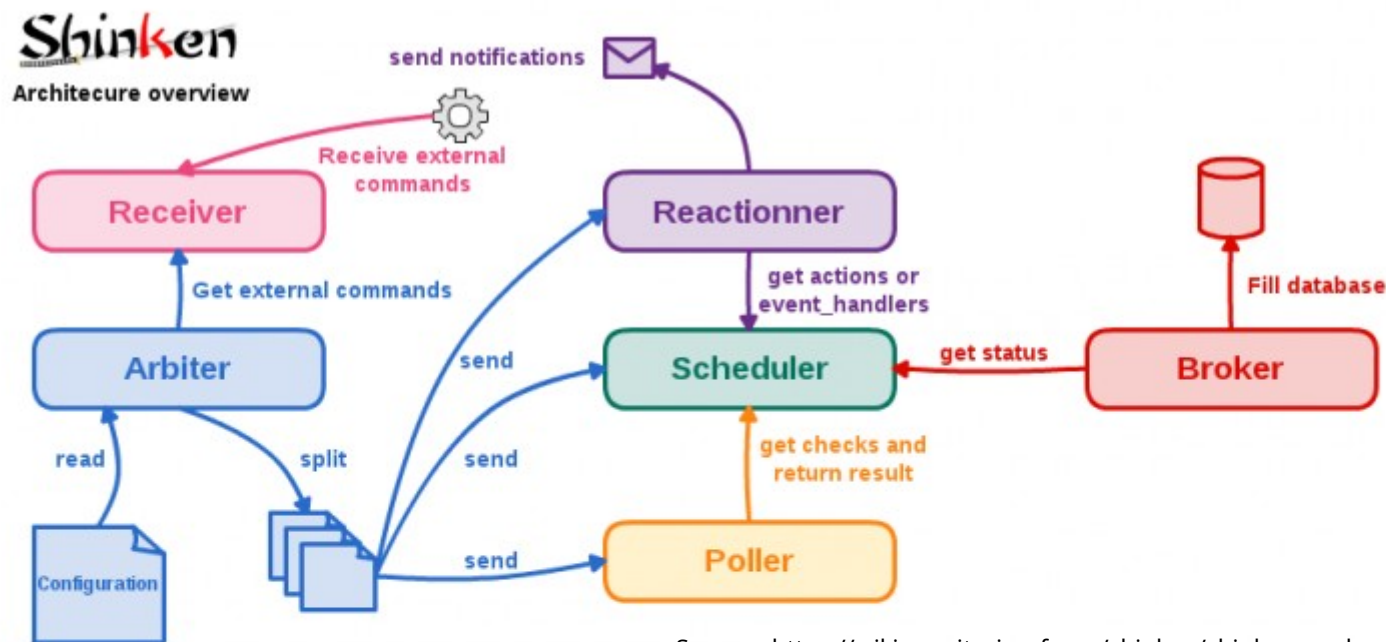 Shinken
Architecure overview
send notifications
Receive external
commands
Receiver
Reactionner
Get external commands
get actions or
event_handlers
Fill database
Arbiter
send
Scheduler
get status
Broker
read
split
send
get checks and
return result
Configuration
send
Poller